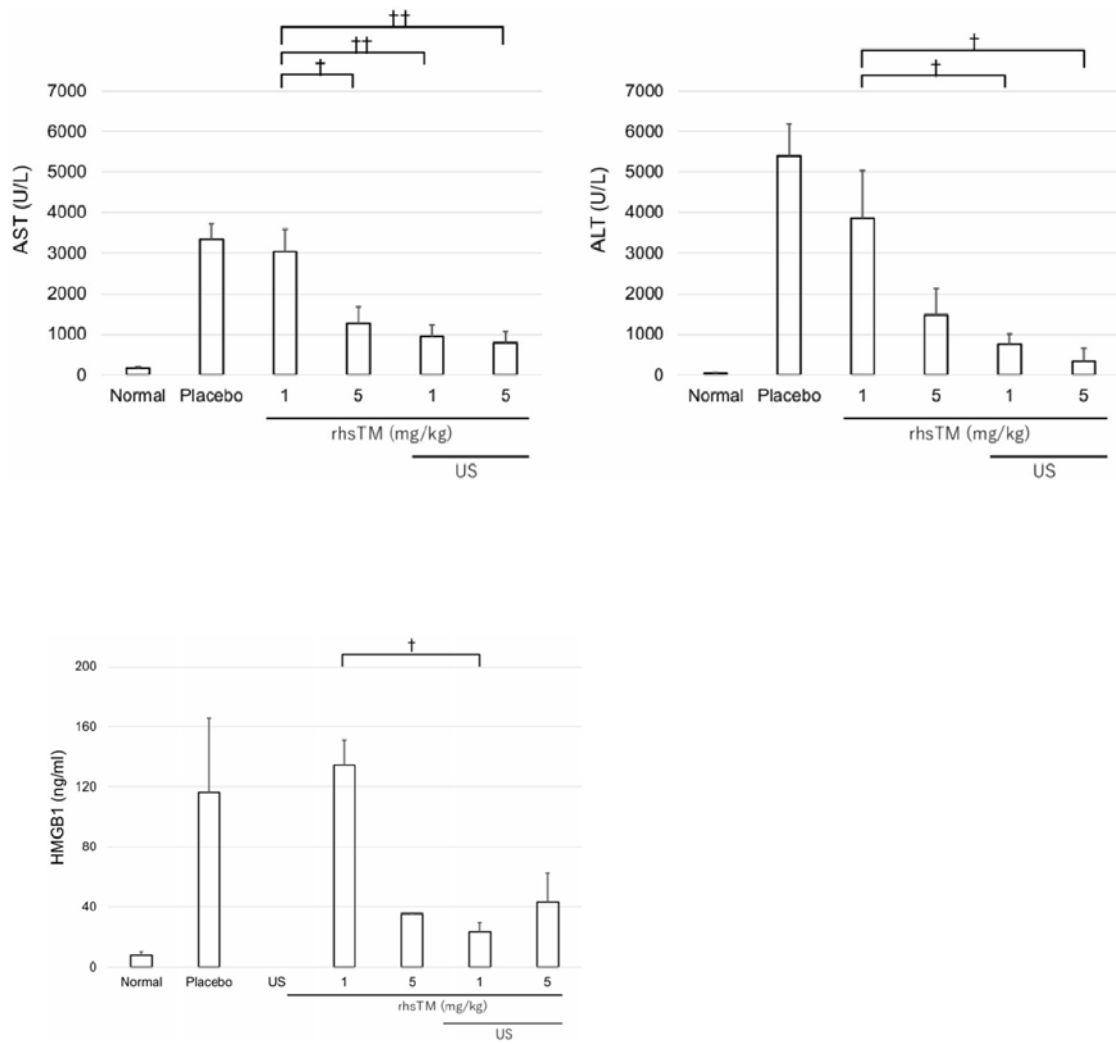 ††
††
†
7000
6000
5000
4000
3000
2000
1000
0
AST (U/L)
Normal Placebo 1 5 1 5
rhsTM (mg/kg)
US
†
†
7000
6000
5000
4000
3000
2000
1000
0
ALT (U/L)
Normal Placebo 1 5 1 5
rhsTM (mg/kg)
US
†
200
160
120
80
40
0
HMGB1 (ng/ml)
Normal Placebo US 1 5 1 5
rhsTM (mg/kg)
US